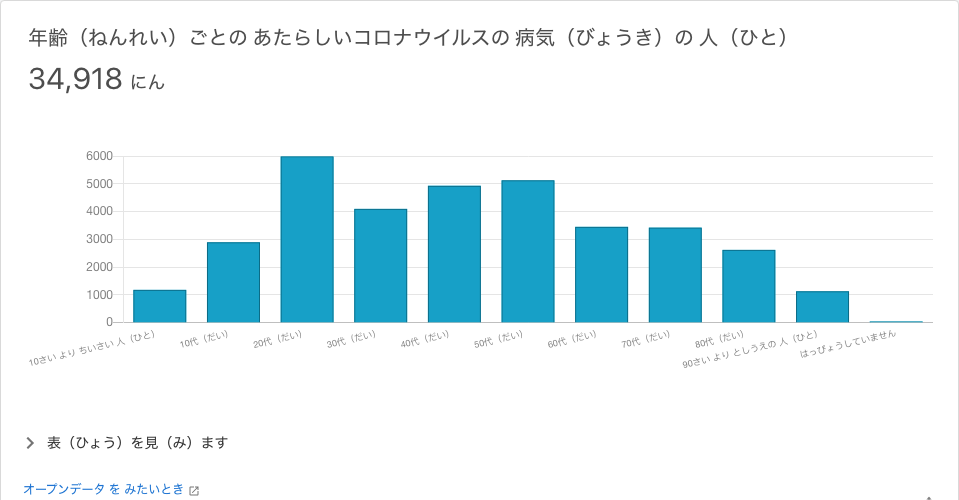 年齢（ねんれい）ごとの あたらしいコロナウイルスの 病気（びょうき）の 人（ひと）
34,918 にん
6000
5000
4000
3000
2000
1000
0
10さい より ちいさい 人（ひと）
10代（だい）
20代（だい）
30代（だい）
40代（だい）
50代（だい）
60代（だい）
70代（だい）
80代（だい）
90さい より としうえの 人（ひと）
はっぴょうしていません
表（ひょう）を見（み）ます
オープンデータ を みたいとき